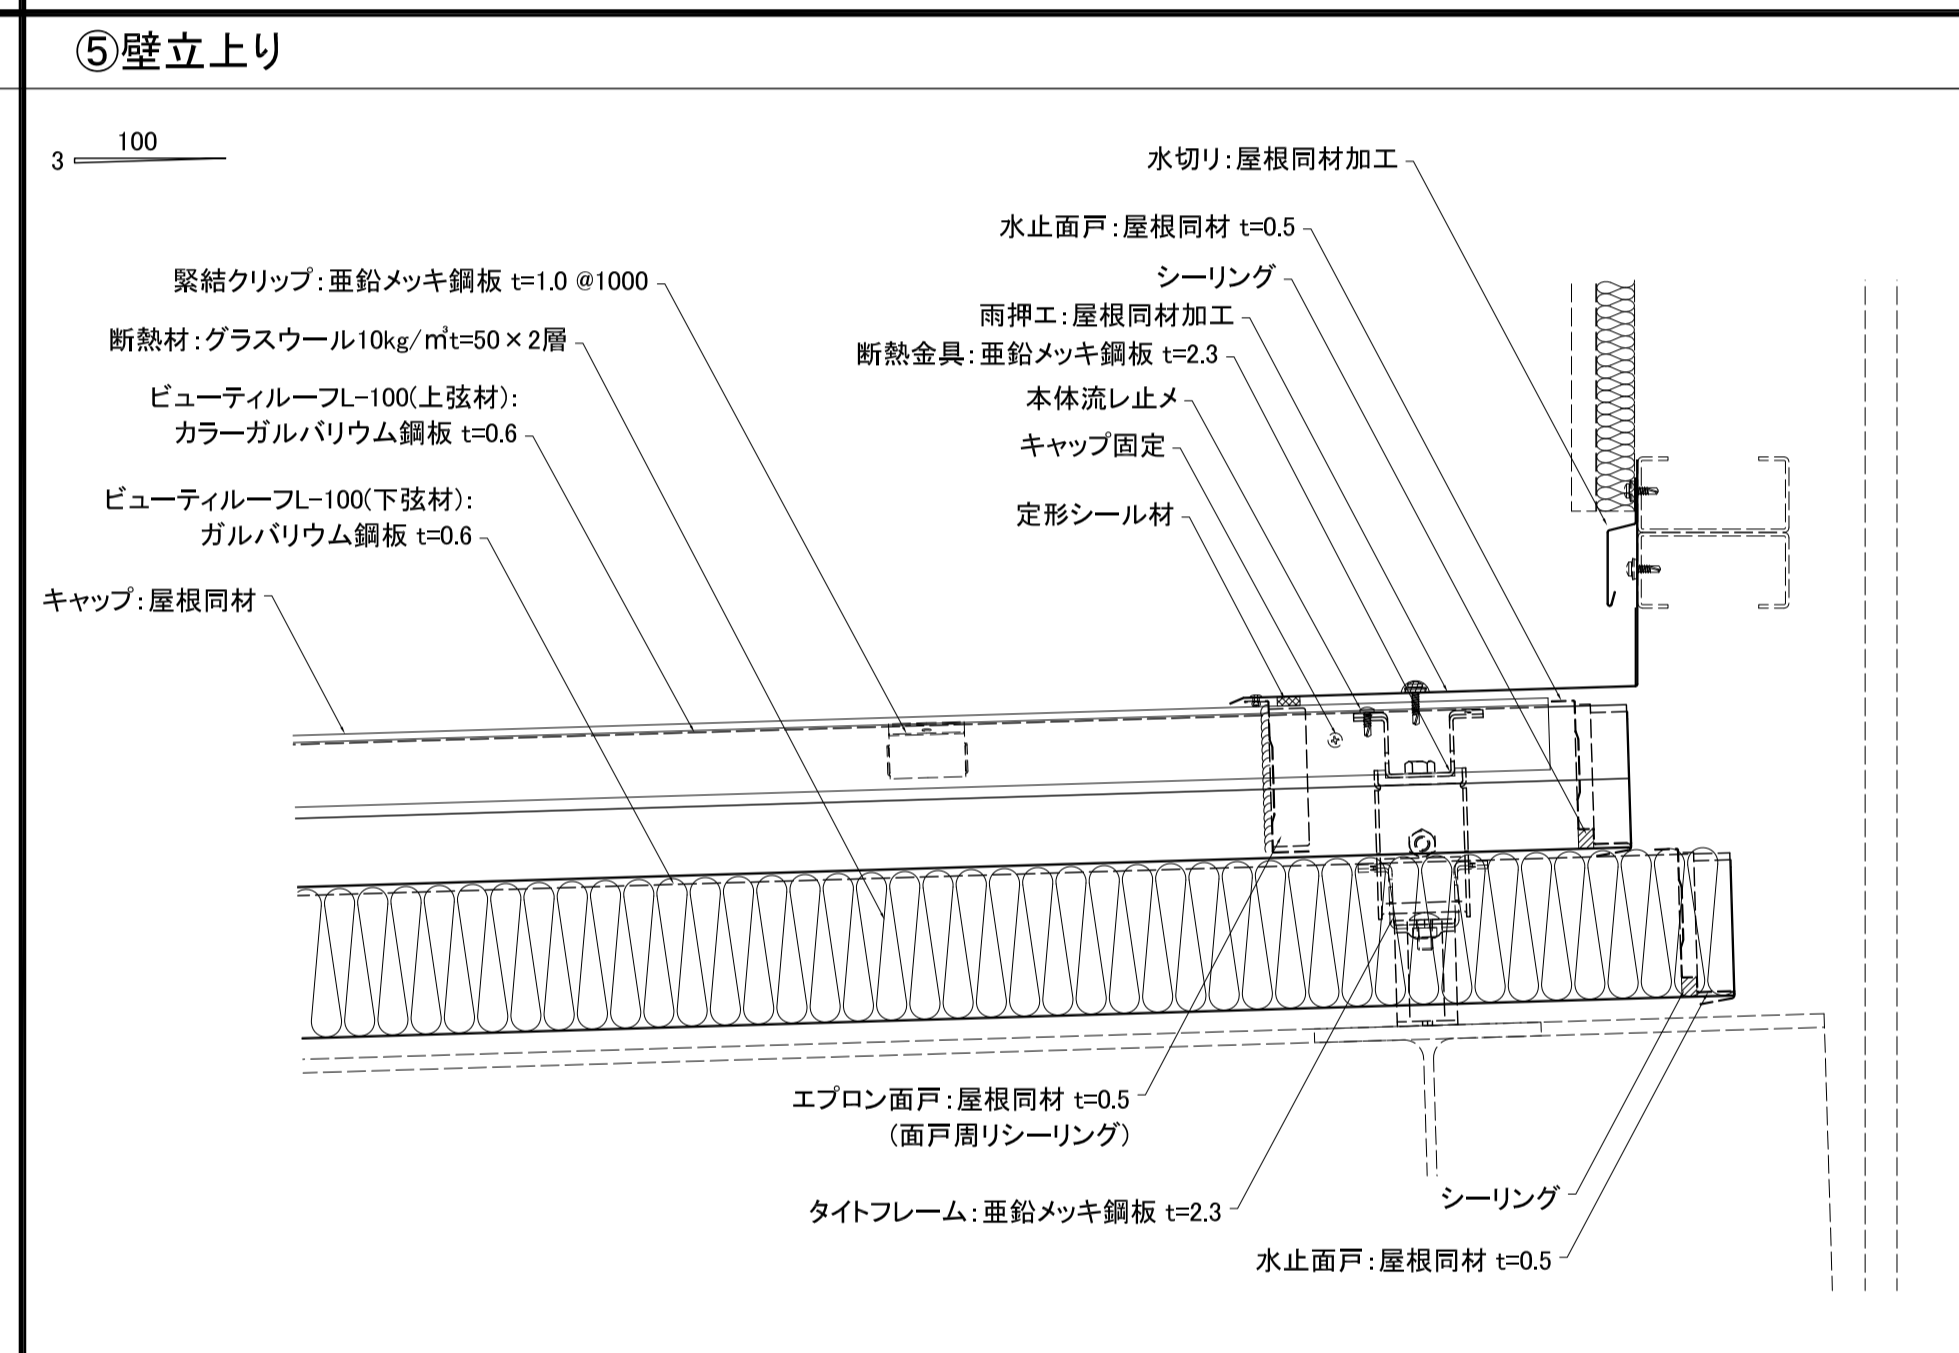 ⑤壁立上り
100
3
水切リ:屋根同材加工
水止面戸:屋根同材 t=0.5
シーリング
雨押エ:屋根同材加工
断熱金具:亜鉛メッキ鋼板 t=2.3
本体流レ止メ
キャップ固定
定形シール材
緊結クリップ:亜鉛メッキ鋼板 t=1.0 @1000
断熱材:グラスウール10kg/㎥t=50×2層
ビューティルーフL-100(上弦材):
カラーガルバリウム鋼板 t=0.6
ビューティルーフL-100(下弦材):
ガルバリウム鋼板 t=0.6
キャップ:屋根同材
エプロン面戸:屋根同材 t=0.5
(面戸周リシーリング)
タイトフレーム:亜鉛メッキ鋼板 t=2.3
シーリング
水止面戸:屋根同材 t=0.5